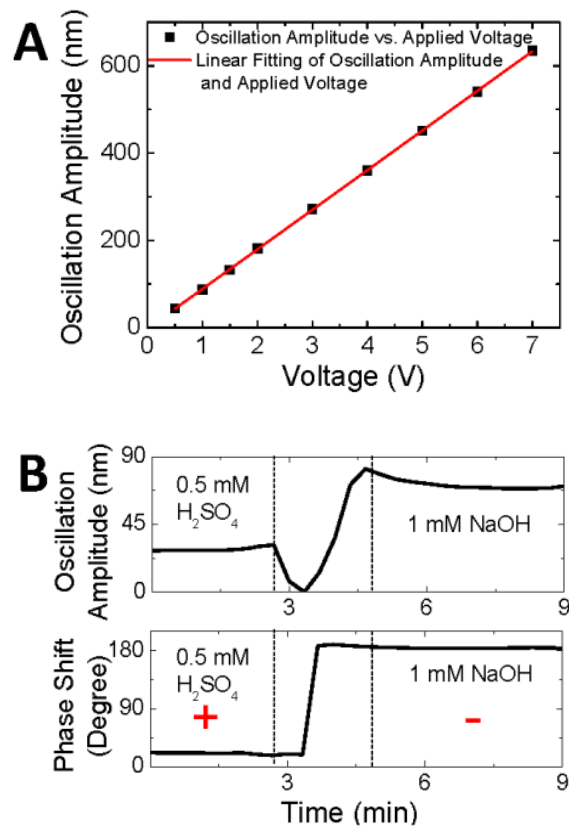 A
Oscillation Amplitude (nm)
600
400
200
0
Oscillation Amplitude vs. Applied Voltage
Linear Fitting of Oscillation Amplitude
and Applied Voltage
0 1 2 3 4 5 6 7
Voltage (V)
B
Oscillation
Amplitude (nm)
90
45
0
0.5 mM
H₂SO₄
1 mM NaOH
3 6 9
Phase Shift
(Degree)
180
90
0
0.5 mM
H₂SO₄
+
1 mM NaOH
-
3 6 9
Time (min)